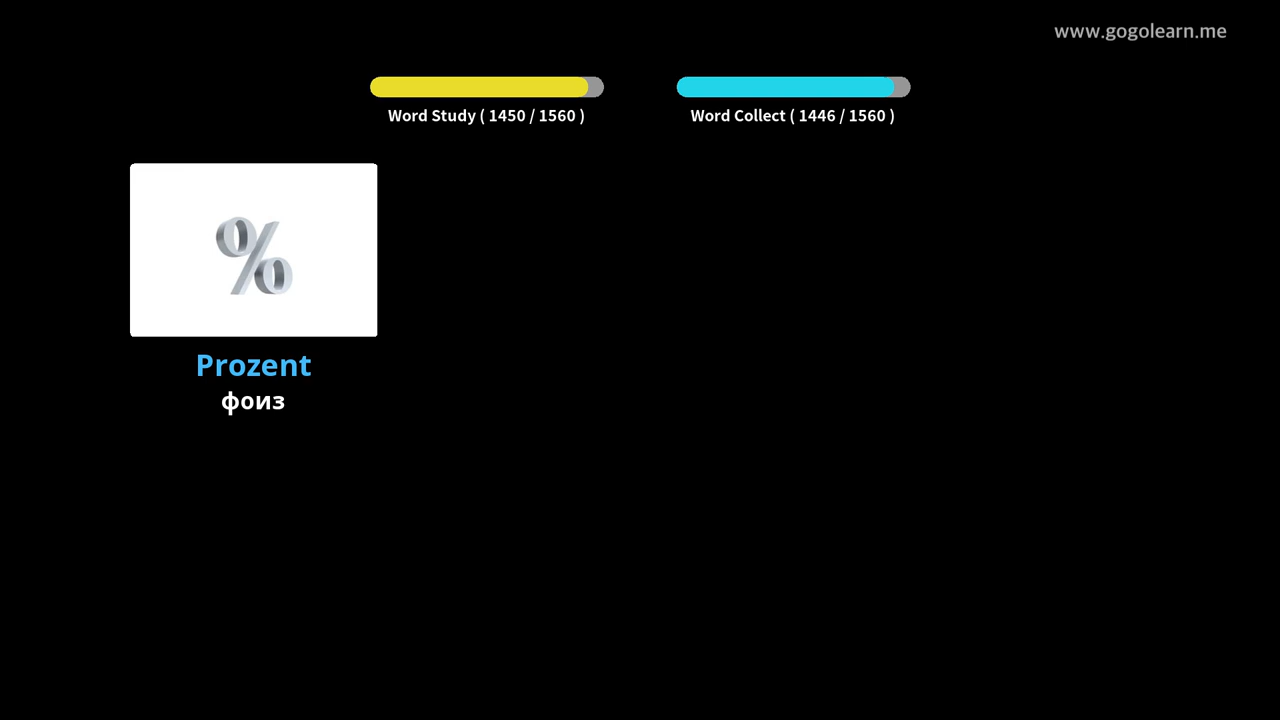 www.gogolearn.me
Word Study ( 1450 / 1560 )
Word Collect ( 1446 / 1560 )
%
Prozent
фоиз